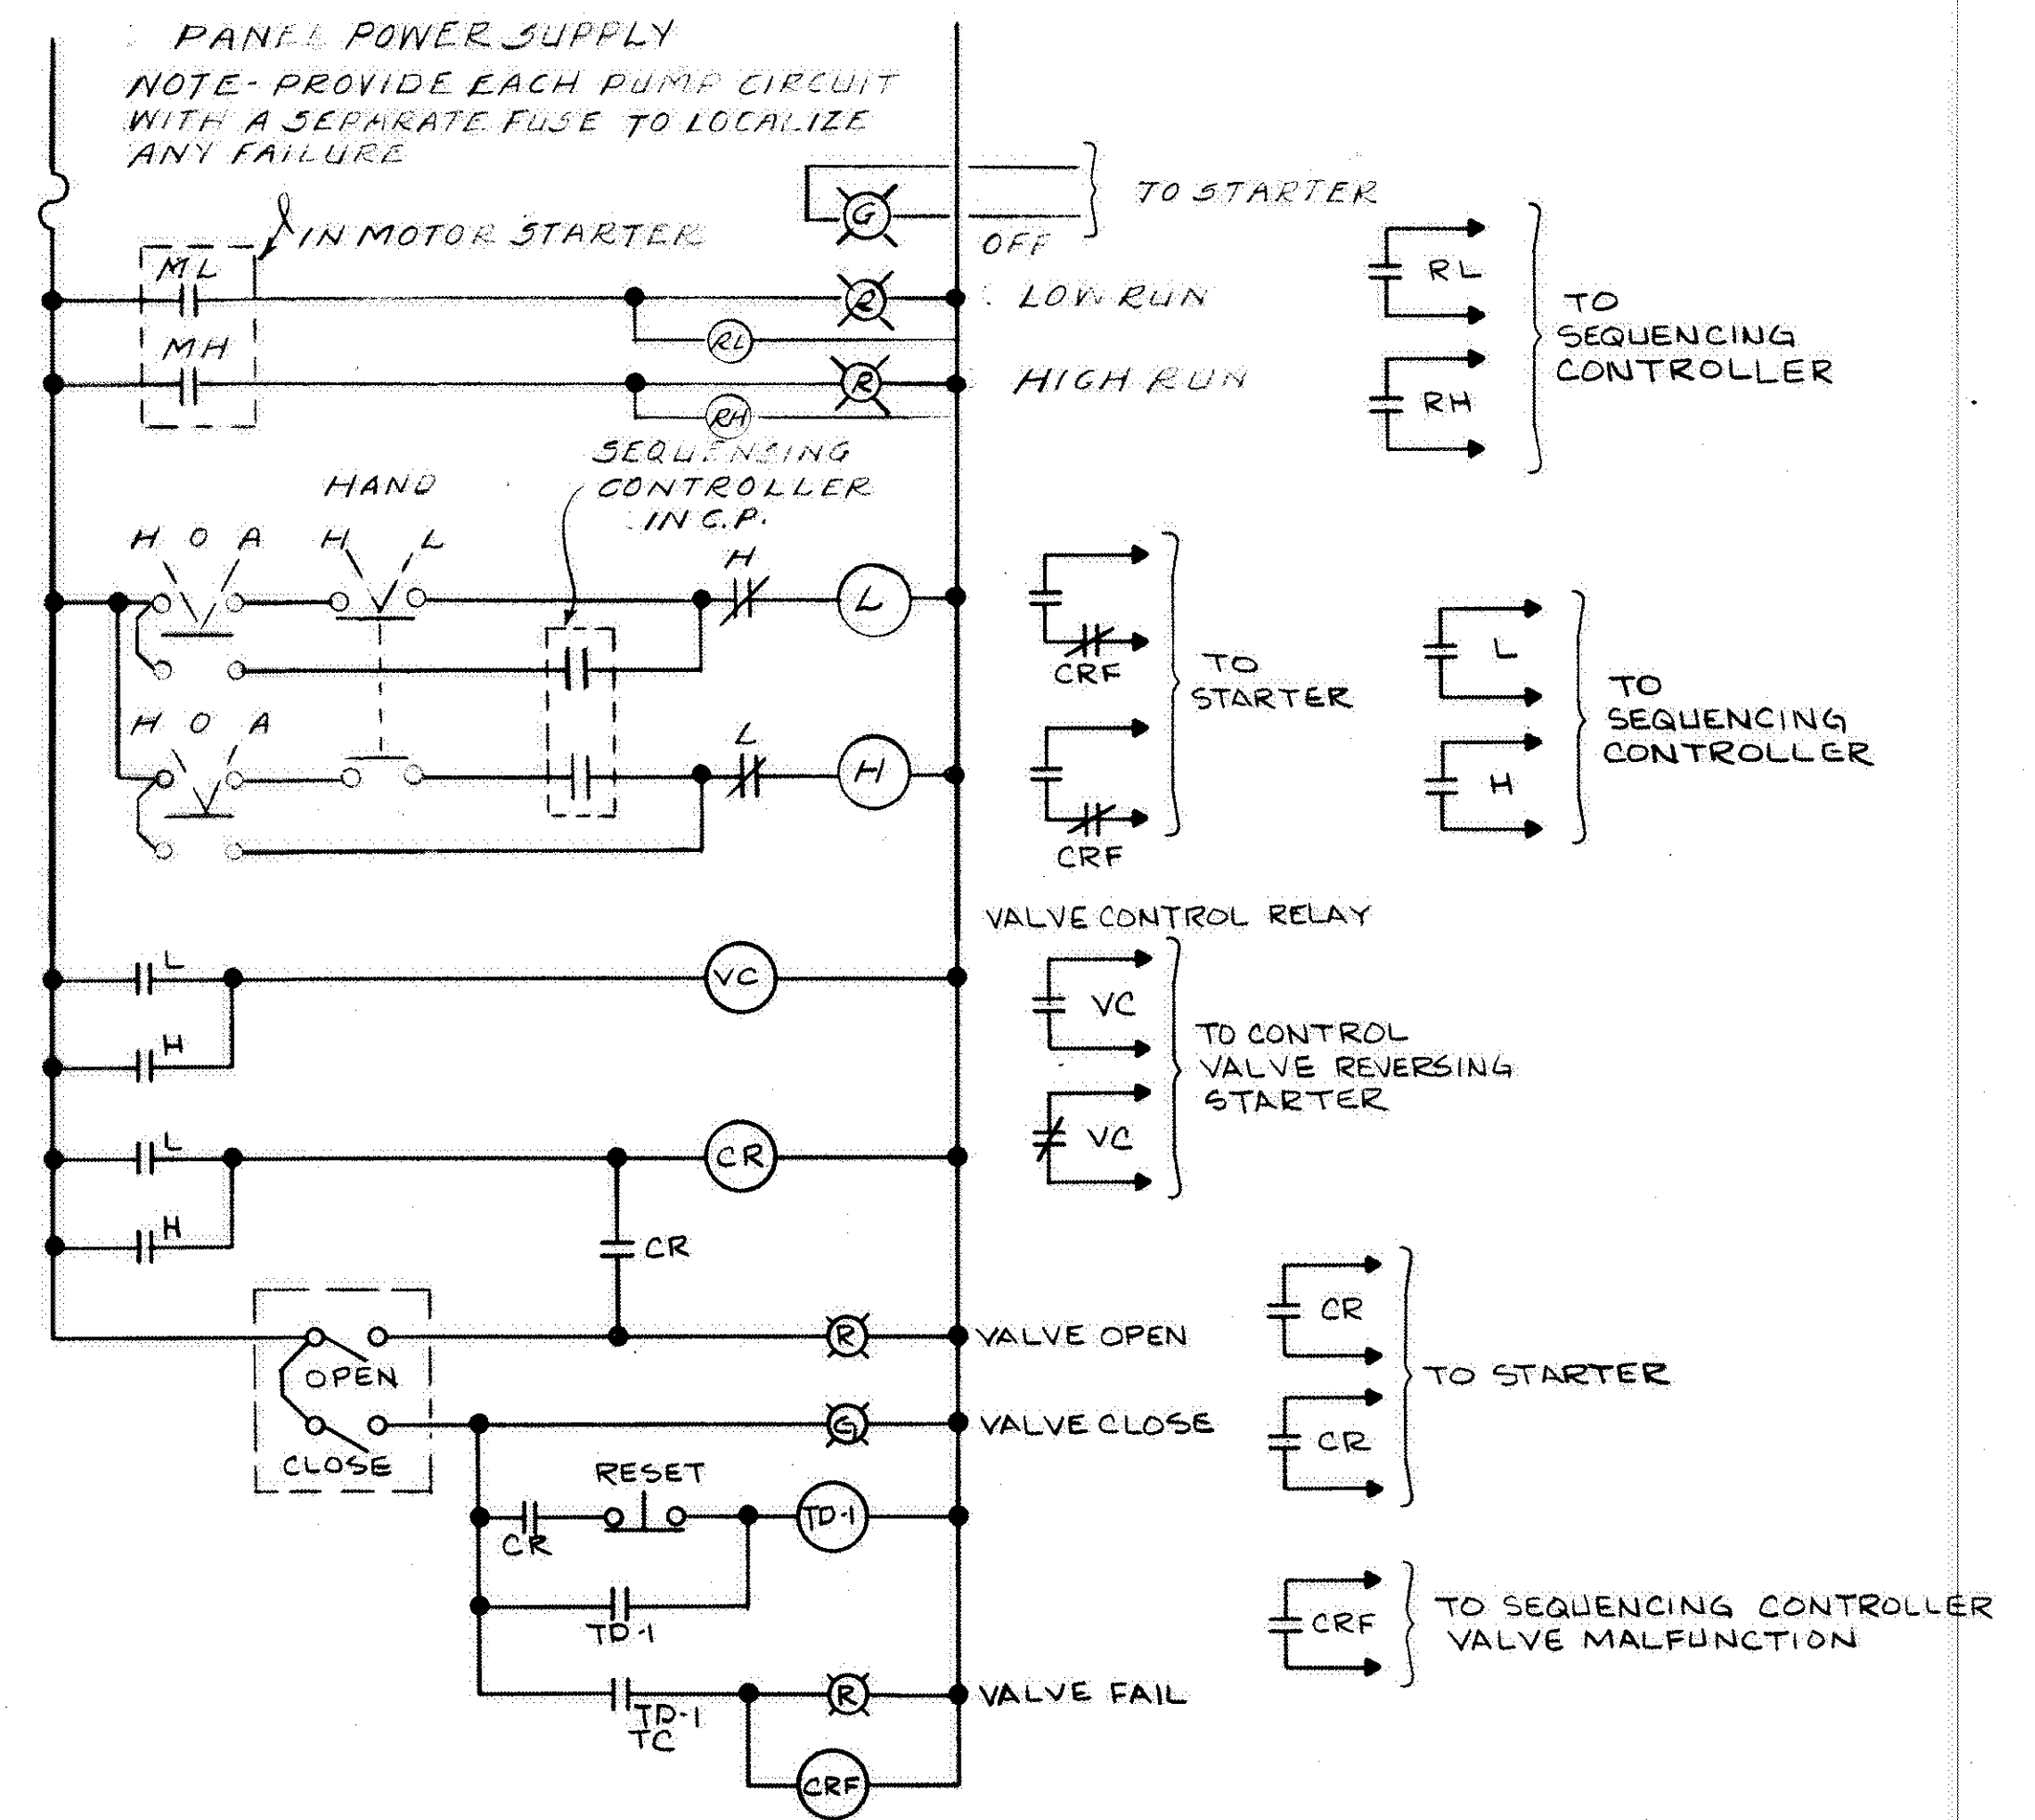 PANEL POWER SUPPLY
NOTE- PROVIDE EACH PUMP CIRCUIT
WITH A SEPARATE FUSE TO LOCALIZE
ANY FAILURE
IN MOTOR STARTER
G
TO STARTER
OFF
ML
R
LOW RUN
RL
MH
R
HIGH RUN
RH
RL
RH
TO
SEQUENCING
CONTROLLER
SEQUENSING
CONTROLLER
IN C.P.
HAND
H O A
H L
H
L
H O A
L
H
CRF
CRF
TO
STARTER
L
H
TO
SEQUENCING
CONTROLLER
VALVE CONTROL RELAY
L
VC
H
VC
VC
TO CONTROL
VALVE REVERSING
STARTER
L
CR
H
CR
OPEN
R
VALVE OPEN
CLOSE
G
VALVE CLOSE
CR
CR
TO STARTER
RESET
CR
TD-1
TD-1
TD-1
TC
R
VALVE FAIL
CRF
CRF
TO SEQUENCING CONTROLLER
VALVE MALFUNCTION